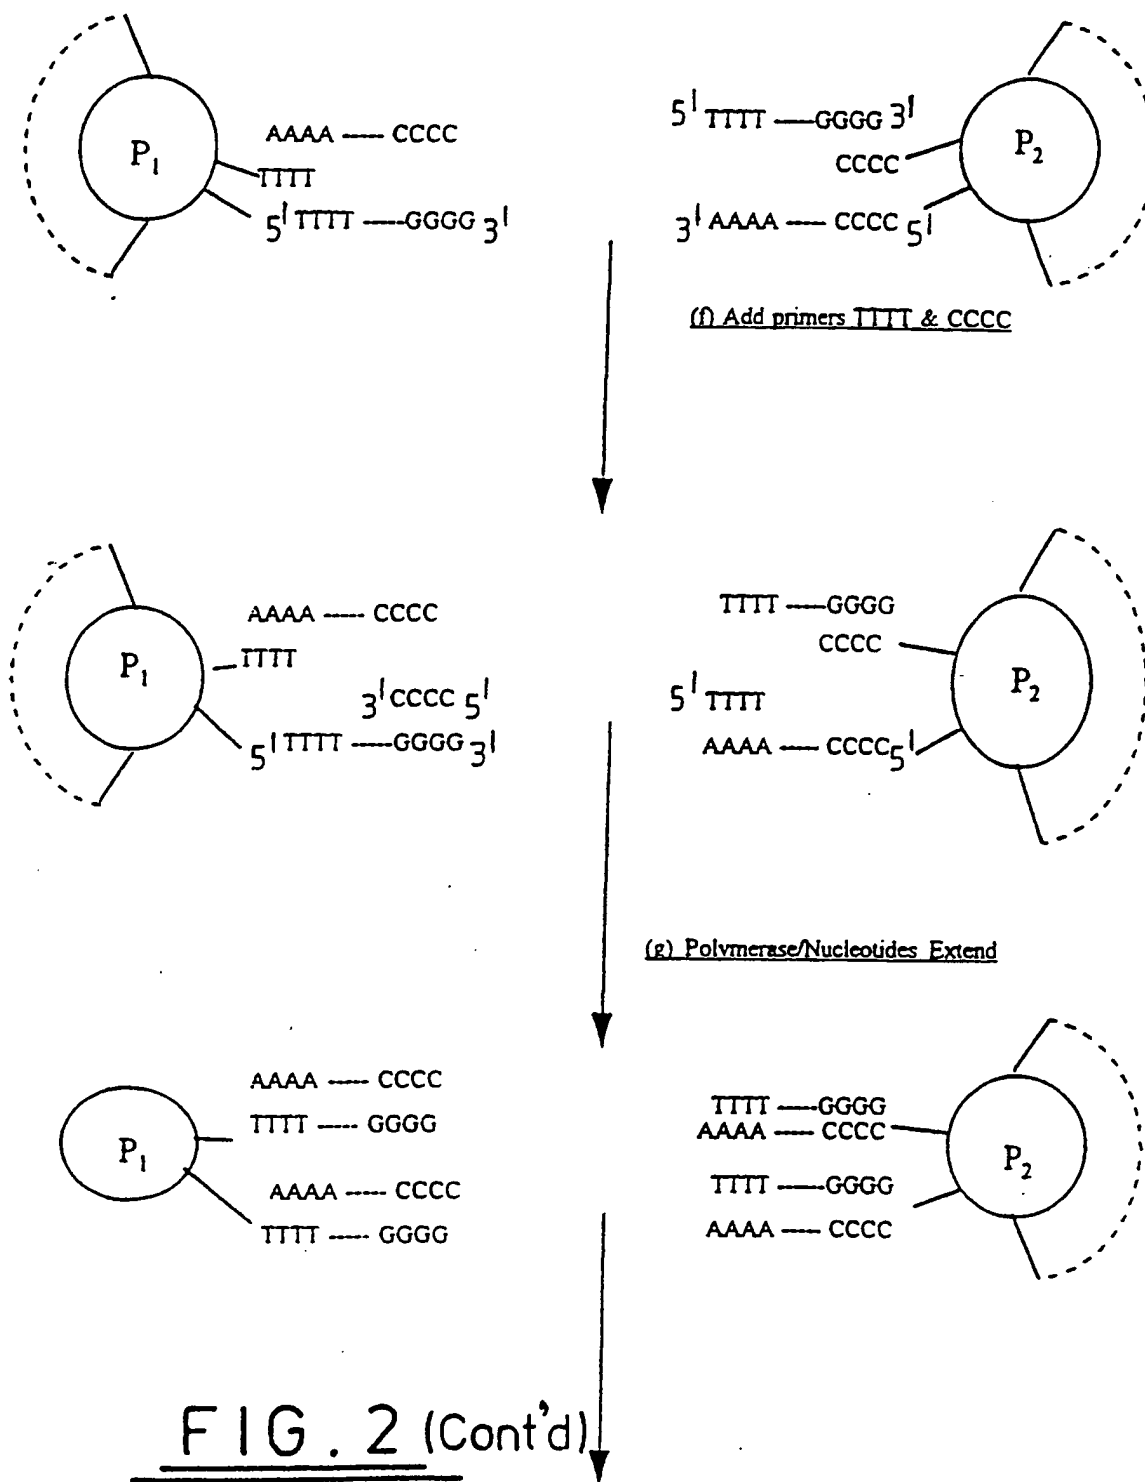 P1
AAAA ---- CCCC
TTTT
5' TTTT ---- GGGG 3'
5' TTTT ---- GGGG 3'
CCCC
3' AAAA ---- CCCC 5'
P2
(f) Add primers TTTT & CCCC
P1
AAAA ---- CCCC
TTTT
3' CCCC 5'
5' TTTT ---- GGGG 3'
TTTT ---- GGGG
CCCC
5' TTTT
AAAA ---- CCCC 5'
P2
(g) Polymerase/Nucleotides Extend
P1
AAAA ---- CCCC
TTTT ---- GGGG
AAAA ---- CCCC
TTTT ---- GGGG
TTTT ---- GGGG
AAAA ---- CCCC
TTTT ---- GGGG
AAAA ---- CCCC
P2
FIG. 2 (Cont'd)